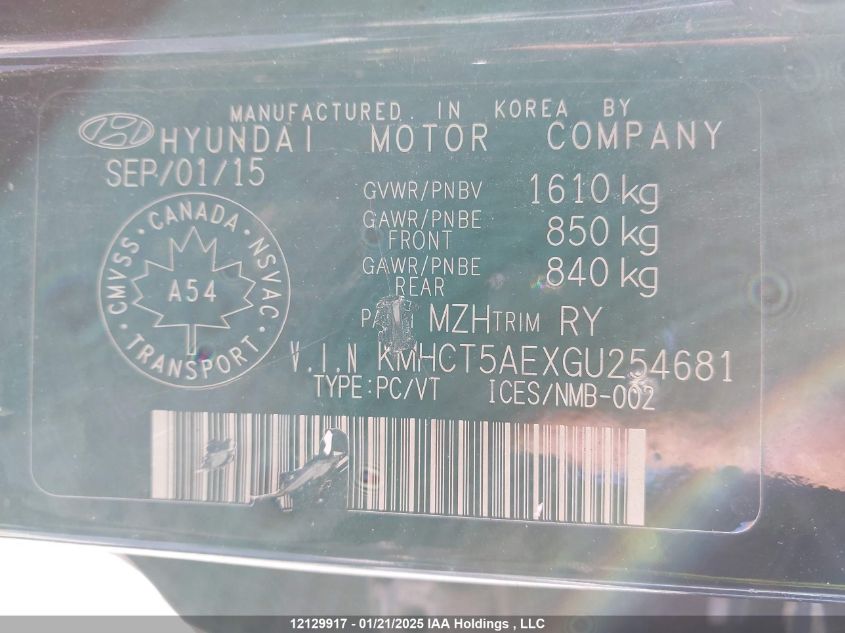 MANUFACTURED IN KOREA BY
HYUNDAI MOTOR COMPANY
SEP/01/15
GVWR/PNBV 1610 kg
GAWR/PNBE FRONT 850 kg
GAWR/PNBE REAR 840 kg
MZH TRIM RY
CANADA · NSVAC · TRANSPORT · CMVSS ·
A54
V.I.N KMHCT5AEXGU254681
TYPE:PC/VT ICES/NMB-002
12129917 - 01/21/2025 IAA Holdings , LLC